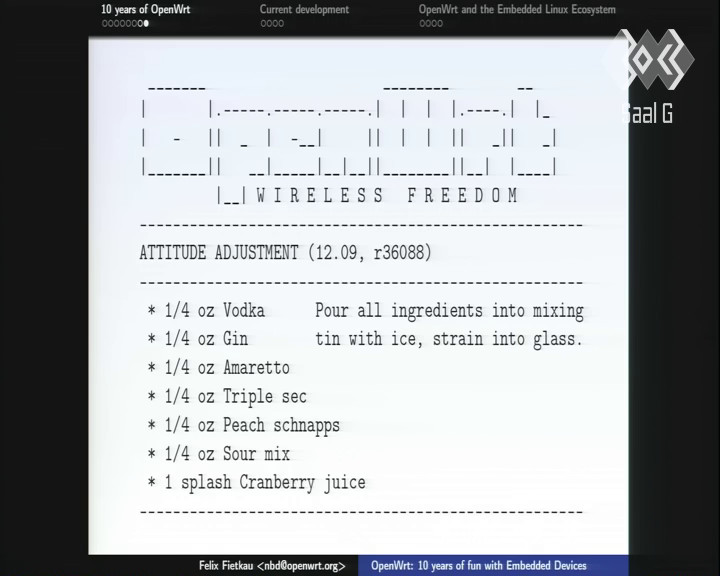 10 years of OpenWrt Current development OpenWrt and the Embedded Linux Ecosystem
Saal G
 _______                     ________        __
|       |.-----.-----.-----.|  |  |  |.----.|  |_
|   -   ||  _  |  -__|     ||  |  |  ||   _||   _|
|_______||   __|_____|__|__||________||__|  |____|
|__| W I R E L E S S   F R E E D O M
-----------------------------------------------------
ATTITUDE ADJUSTMENT (12.09, r36088)
-----------------------------------------------------
* 1/4 oz Vodka      Pour all ingredients into mixing
* 1/4 oz Gin        tin with ice, strain into glass.
* 1/4 oz Amaretto
* 1/4 oz Triple sec
* 1/4 oz Peach schnapps
* 1/4 oz Sour mix
* 1 splash Cranberry juice
-----------------------------------------------------
Felix Fietkau <nbd@openwrt.org> OpenWrt: 10 years of fun with Embedded Devices